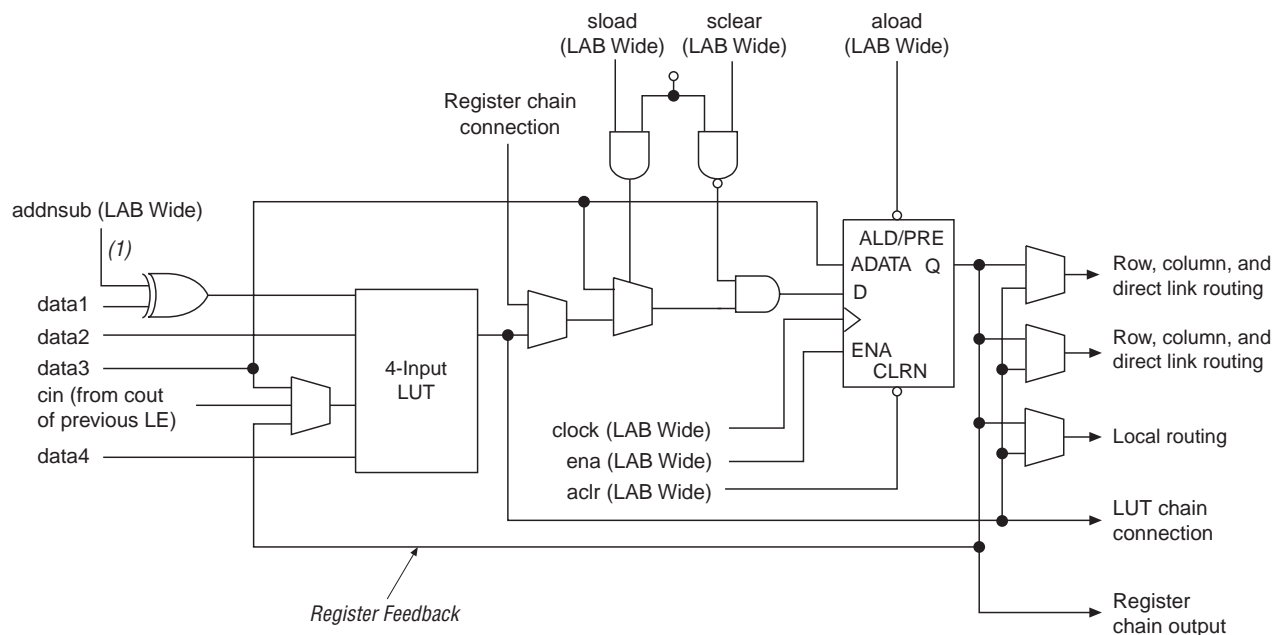 sload
(LAB Wide)
sclear
(LAB Wide)
aload
(LAB Wide)
Register chain
connection
addnsub (LAB Wide)
(1)
data1
data2
data3
cin (from cout
of previous LE)
data4
4-Input
LUT
ALD/PRE
ADATA Q
D
ENA
CLRN
clock (LAB Wide)
ena (LAB Wide)
aclr (LAB Wide)
Row, column, and
direct link routing
Row, column, and
direct link routing
Local routing
LUT chain
connection
Register
chain output
Register Feedback